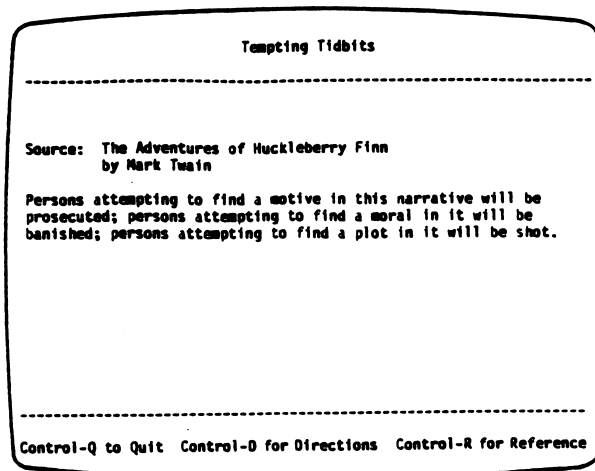 Tempting Tidbits
Source: The Adventures of Huckleberry Finn
by Mark Twain
Persons attempting to find a motive in this narrative will be
prosecuted; persons attempting to find a moral in it will be
banished; persons attempting to find a plot in it will be shot.
Control-Q to Quit Control-D for Directions Control-R for Reference